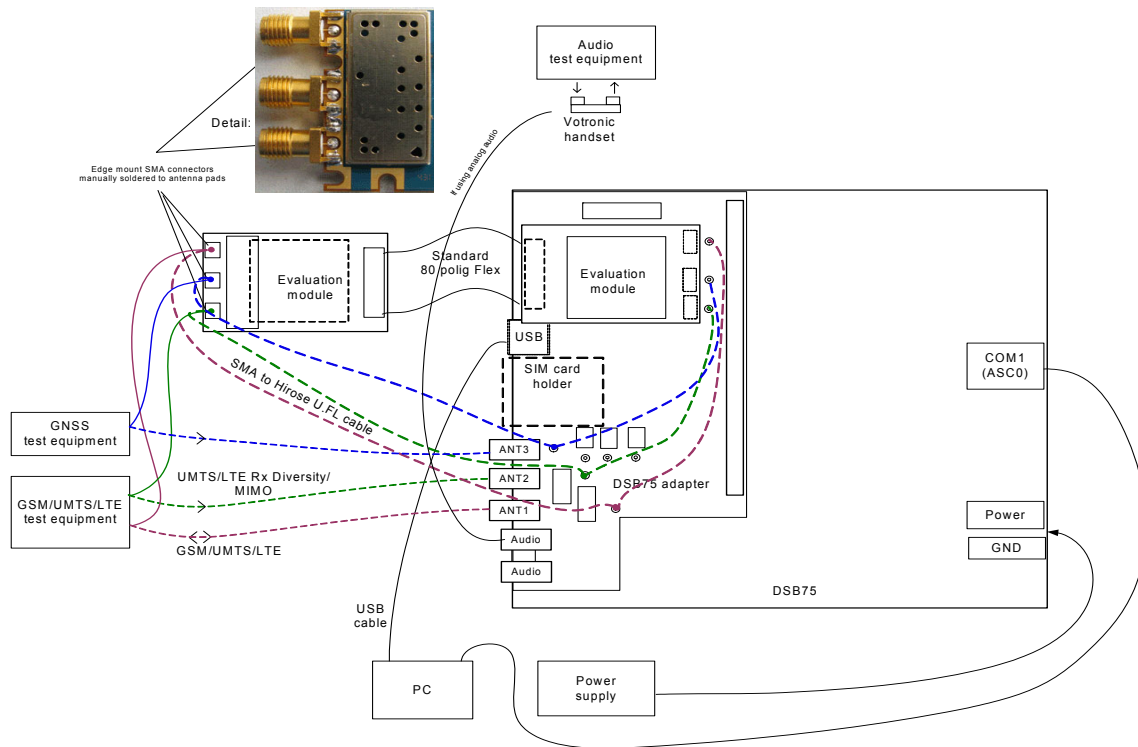 Audio
test equipment
Detail:
Votronic
handset
If using analog audio
Edge mount SMA connectors
manually soldered to antenna pads
Evaluation
module
Standard
80 polig Flex
Evaluation
module
USB
SIM card
holder
COM1
(ASC0)
SMA to Hirose U.FL cable
GNSS
test equipment
ANT3
UMTS/LTE Rx Diversity/
MIMO
ANT2
DSB75 adapter
GSM/UMTS/LTE
test equipment
ANT1
Power
GSM/UMTS/LTE
Audio
GND
Audio
DSB75
USB
cable
PC
Power
supply